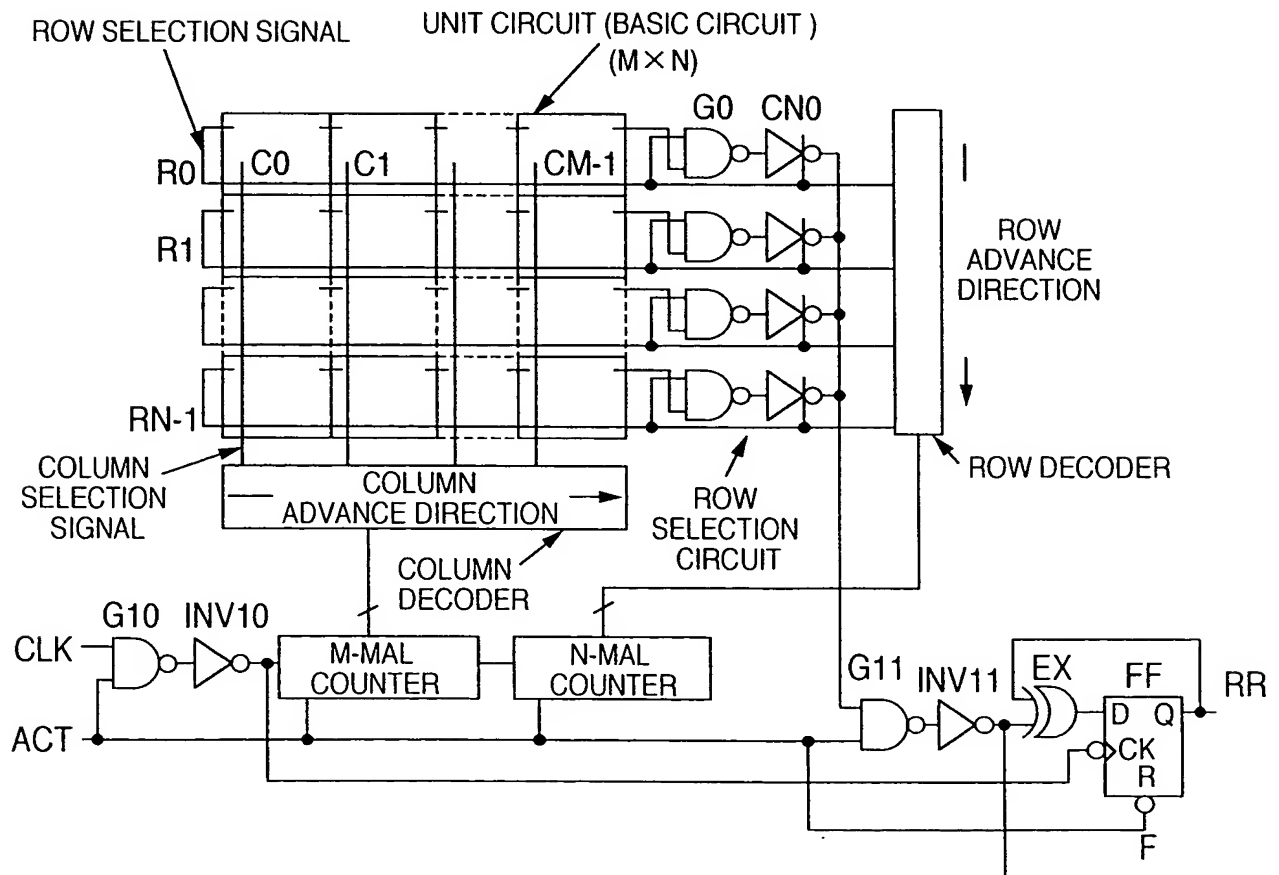 ROW SELECTION SIGNAL
UNIT CIRCUIT (BASIC CIRCUIT )
(M×N)
G0
CN0
R0
C0
C1
CM-1
R1
RN-1
ROW
ADVANCE
DIRECTION
COLUMN
SELECTION
SIGNAL
COLUMN
ADVANCE DIRECTION
ROW
SELECTION
CIRCUIT
ROW DECODER
COLUMN
DECODER
G10
INV10
CLK
M-MAL
COUNTER
N-MAL
COUNTER
ACT
G11
INV11
EX
FF
D
Q
CK
R
RR
F